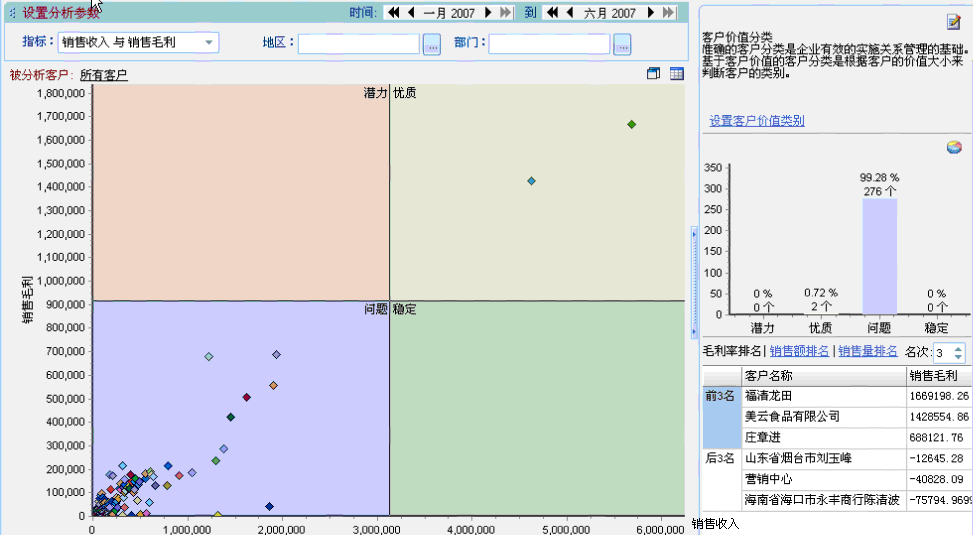 设置分析参数
时间: 一月 2007 到 六月 2007
指标: 销售收入 与 销售毛利 地区: ... 部门: ...
被分析客户: 所有客户
销售毛利
1,800,000
1,700,000
1,600,000
1,500,000
1,400,000
1,300,000
1,200,000
1,100,000
1,000,000
900,000
800,000
700,000
600,000
500,000
400,000
300,000
200,000
100,000
0
潜力 优质
问题 稳定
0 1,000,000 2,000,000 3,000,000 4,000,000 5,000,000 6,000,000
销售收入
客户价值分类
准确的客户分类是企业有效的实施关系管理的基础。
基于客户价值的客户分类是根据客户的价值大小来
判断客户的类别。
设置客户价值类别
350
300
250
200
150
100
50
0
0 %
0 个
0.72 %
2 个
99.28 %
276 个
0 %
0 个
潜力 优质 问题 稳定
毛利率排名| 销售额排名 | 销售量排名 名次: 3
客户名称 销售毛利
前3名 福清龙田 1669198.26
美云食品有限公司 1428554.86
庄章进 688121.76
后3名 山东省烟台市刘玉峰 -12645.28
营销中心 -40828.09
海南省海口市永丰商行陈清波 -75794.969